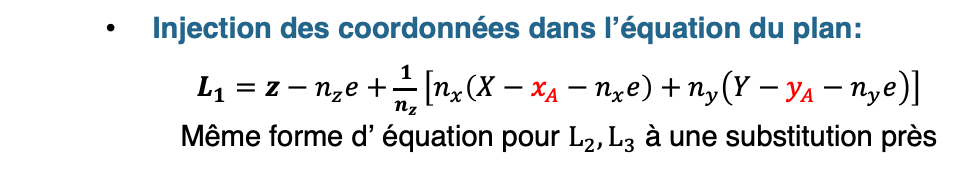 • Injection des coordonnées dans l’équation du plan:
L₁ = z − n_z e + 1/n_z [n_x(X − x_A − n_x e) + n_y(Y − y_A − n_y e)]
Même forme d’ équation pour L₂, L₃ à une substitution près